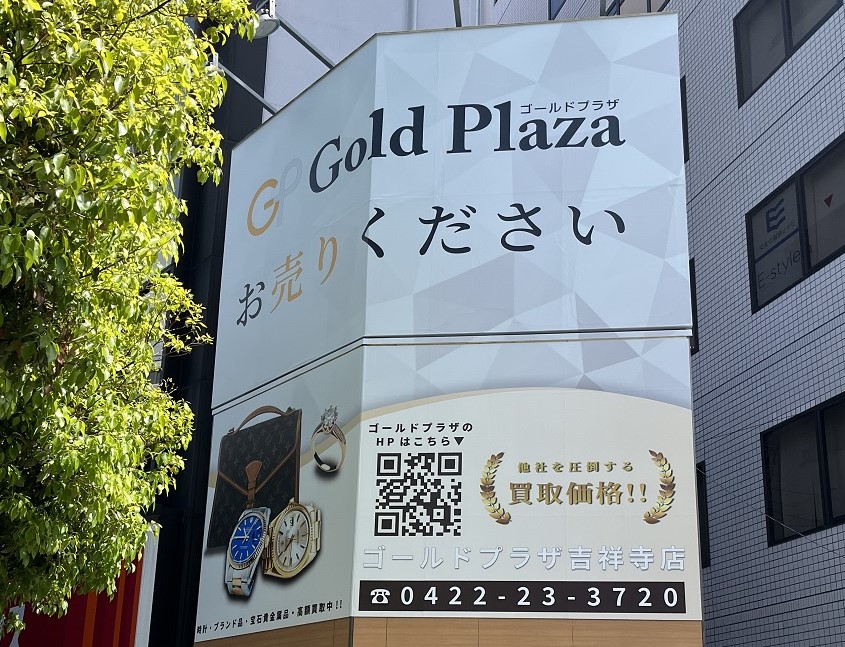 ゴールドプラザ
GP Gold Plaza
お売りください
ゴールドプラザの
HPはこちら▼
他社を圧倒する
買取価格!!
ゴールドプラザ吉祥寺店
☎0422-23-3720
時計・ブランド品・宝石貴金属品・高額買取中!!
E-style